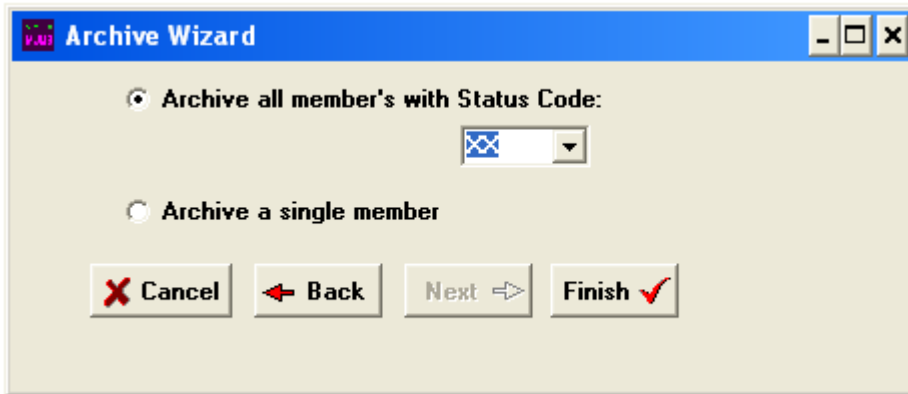 Archive Wizard
Archive all member's with Status Code:
XX
Archive a single member
Cancel Back Next Finish